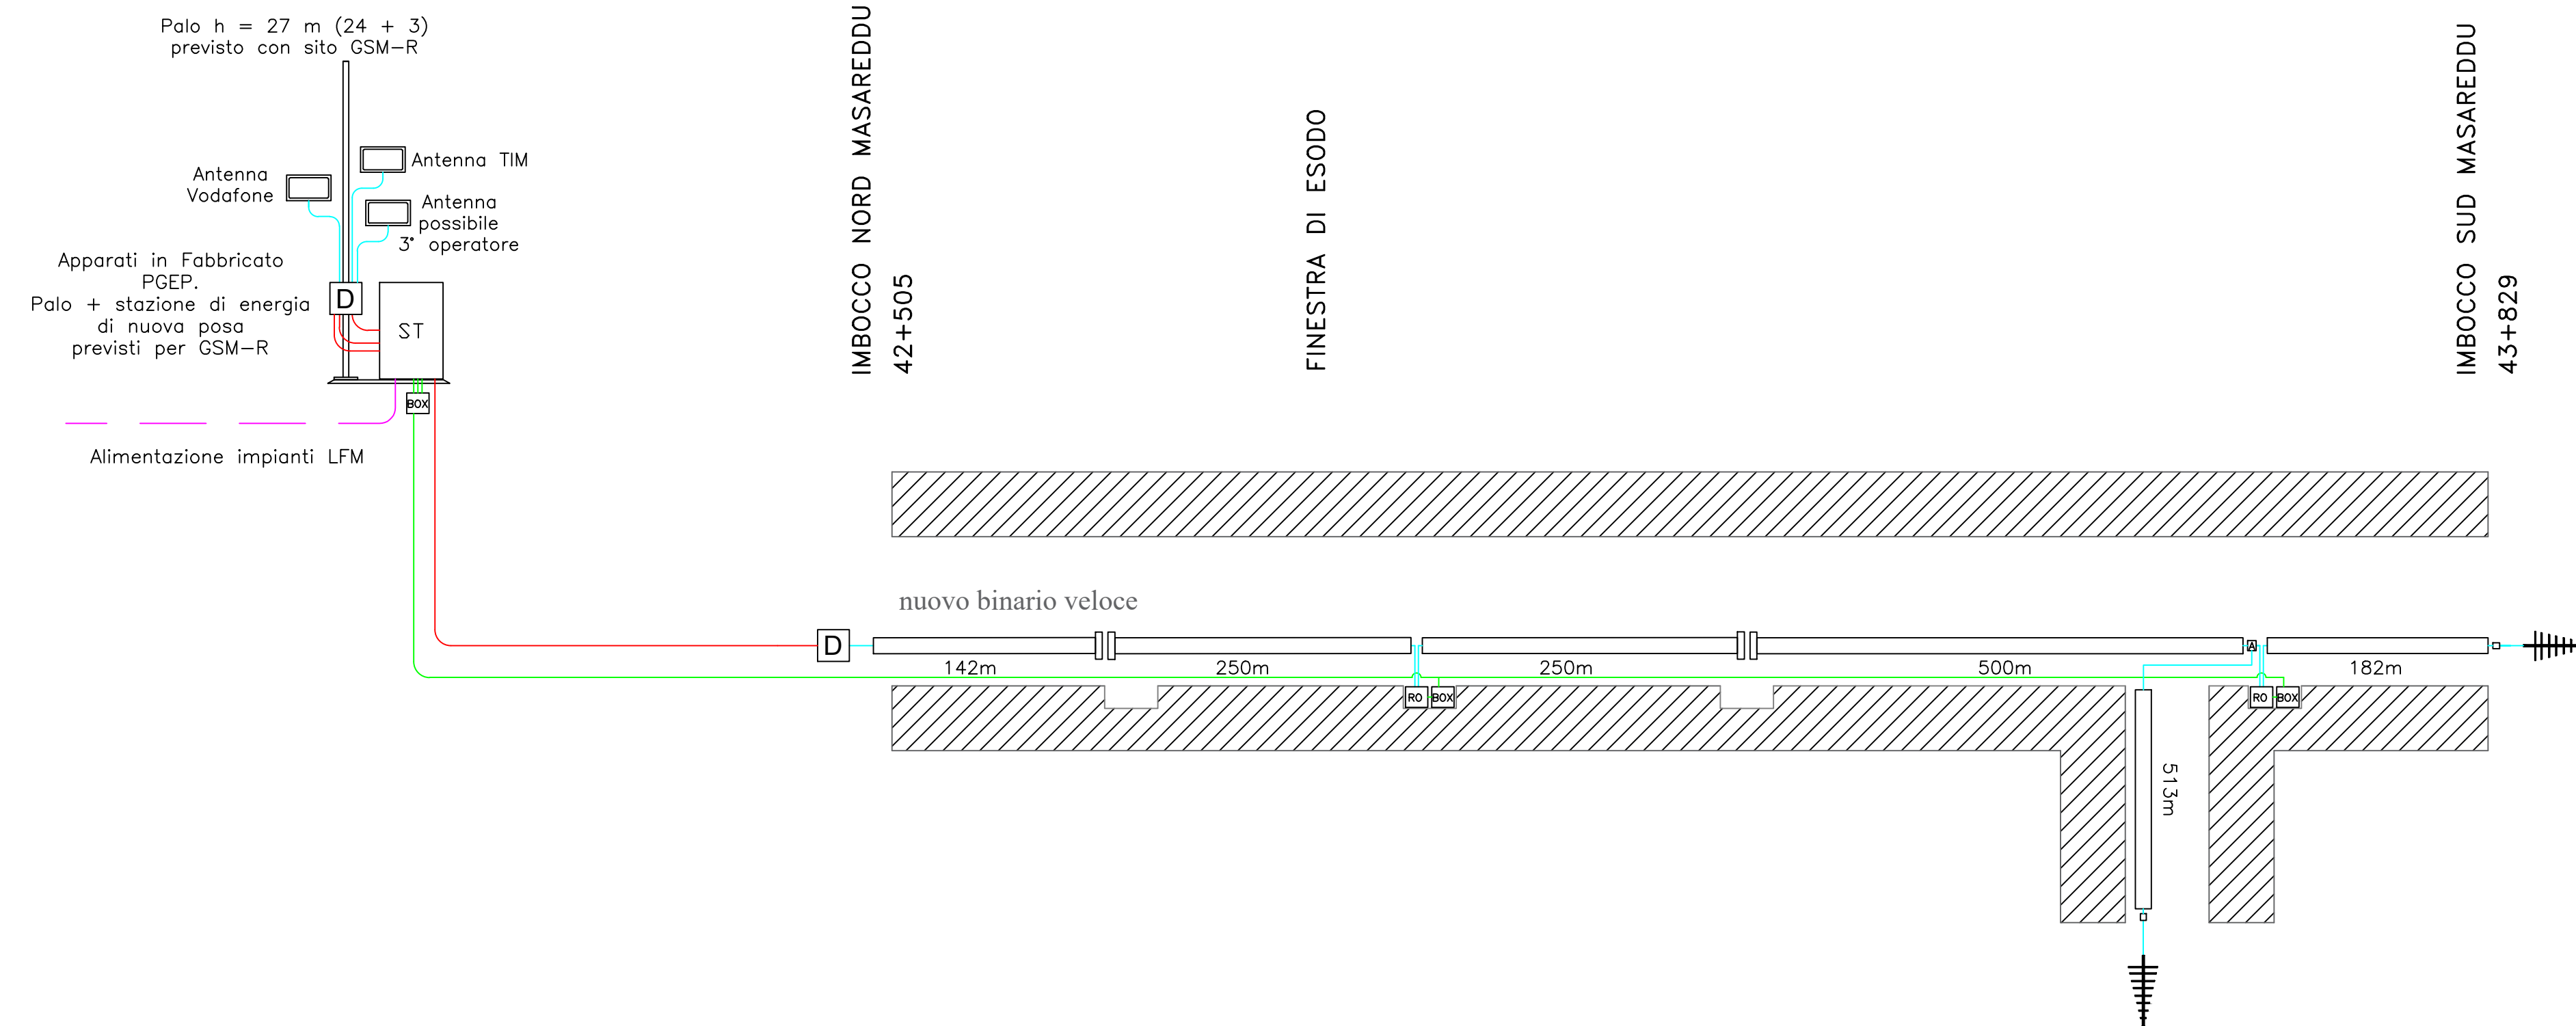 Palo h = 27 m (24 + 3)
previsto con sito GSM-R
Antenna TIM
Antenna
Vodafone
Antenna
possibile
3° operatore
Apparati in Fabbricato
PGEP.
Palo + stazione di energia
di nuova posa
previsti per GSM-R
D
ST
BOX
Alimentazione impianti LFM
IMBOCCO NORD MASAREDDU
42+505
FINESTRA DI ESODO
IMBOCCO SUD MASAREDDU
43+829
nuovo binario veloce
D
A
142m
250m
250m
500m
182m
RO
BOX
RO
BOX
513m